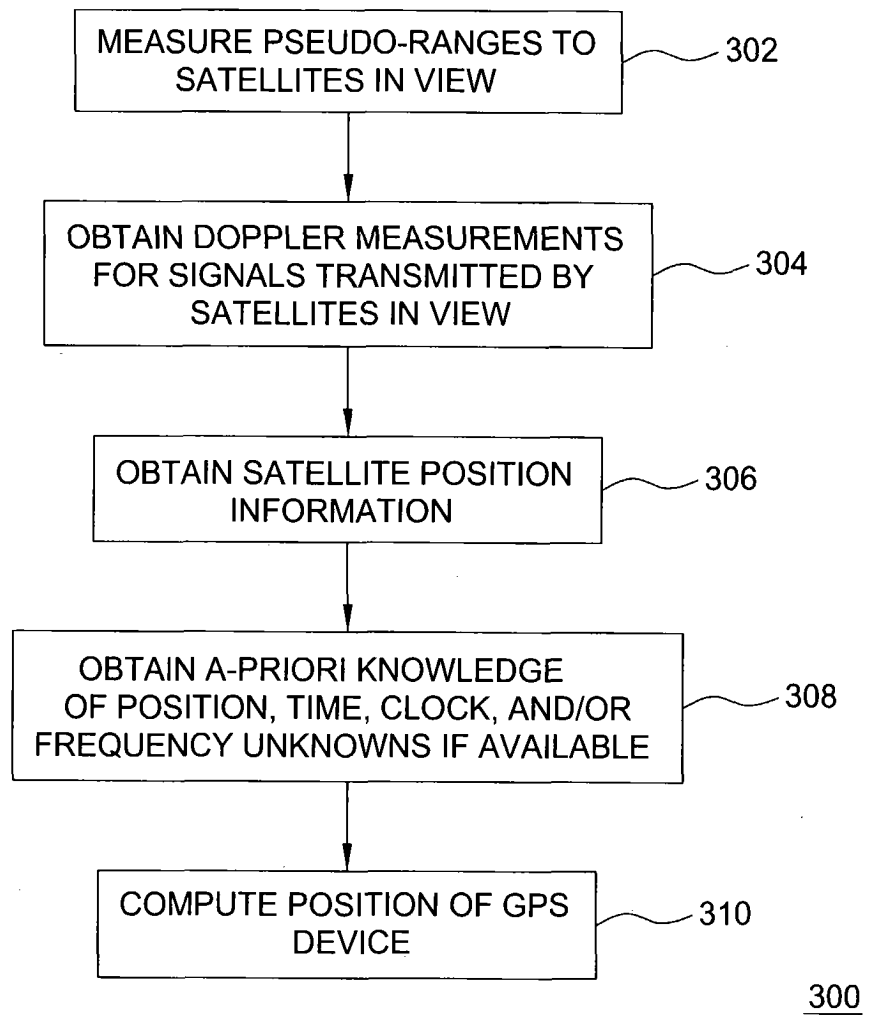 MEASURE PSEUDO-RANGES TO
SATELLITES IN VIEW
302
OBTAIN DOPPLER MEASUREMENTS
FOR SIGNALS TRANSMITTED BY
SATELLITES IN VIEW
304
OBTAIN SATELLITE POSITION
INFORMATION
306
OBTAIN A-PRIORI KNOWLEDGE
OF POSITION, TIME, CLOCK, AND/OR
FREQUENCY UNKNOWNS IF AVAILABLE
308
COMPUTE POSITION OF GPS
DEVICE
310
300